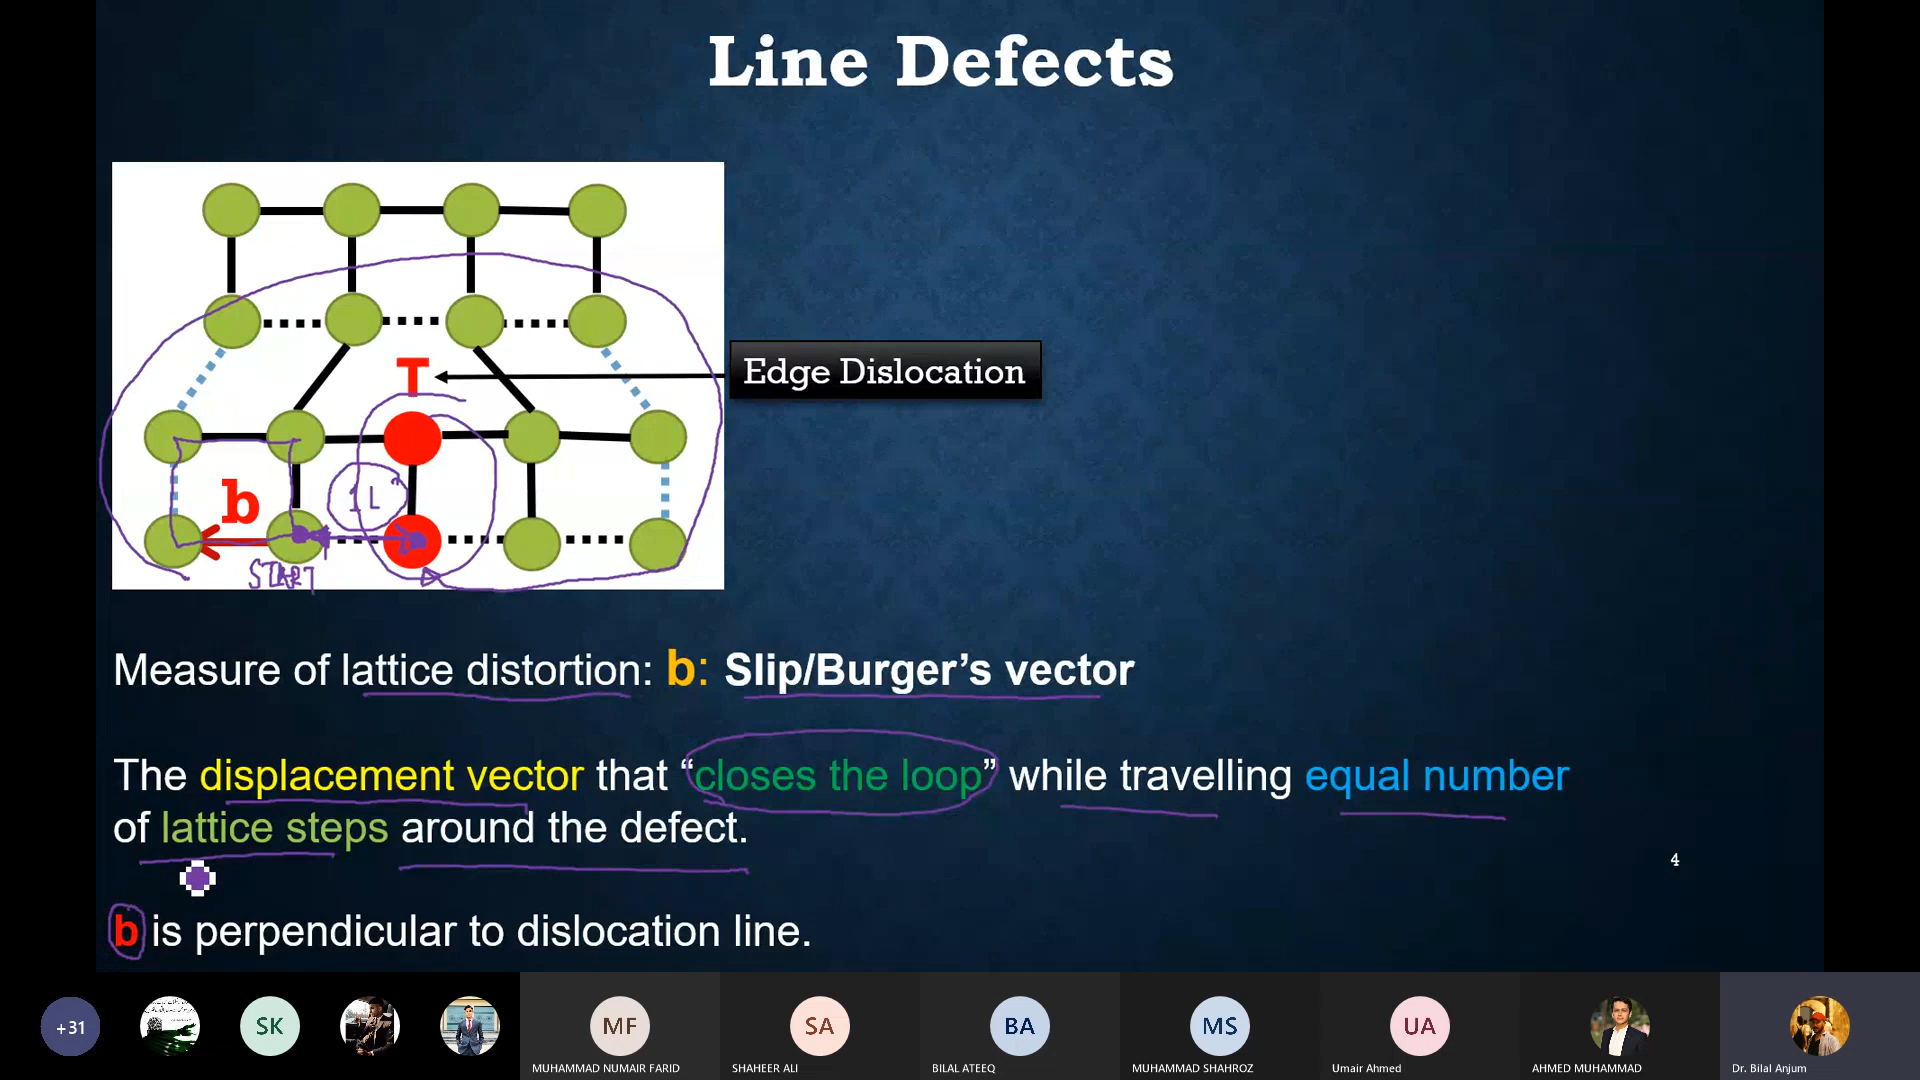 Line Defects
T
Edge Dislocation
b
1L
START
Measure of lattice distortion: b: Slip/Burger’s vector
The displacement vector that “closes the loop” while travelling equal number
of lattice steps around the defect.
4
b is perpendicular to dislocation line.
+31
SK
MF
SA
BA
MS
UA
MUHAMMAD NUMAIR FARID
SHAHEER ALI
BILAL ATEEQ
MUHAMMAD SHAHROZ
Umair Ahmed
AHMED MUHAMMAD
Dr. Bilal Anjum